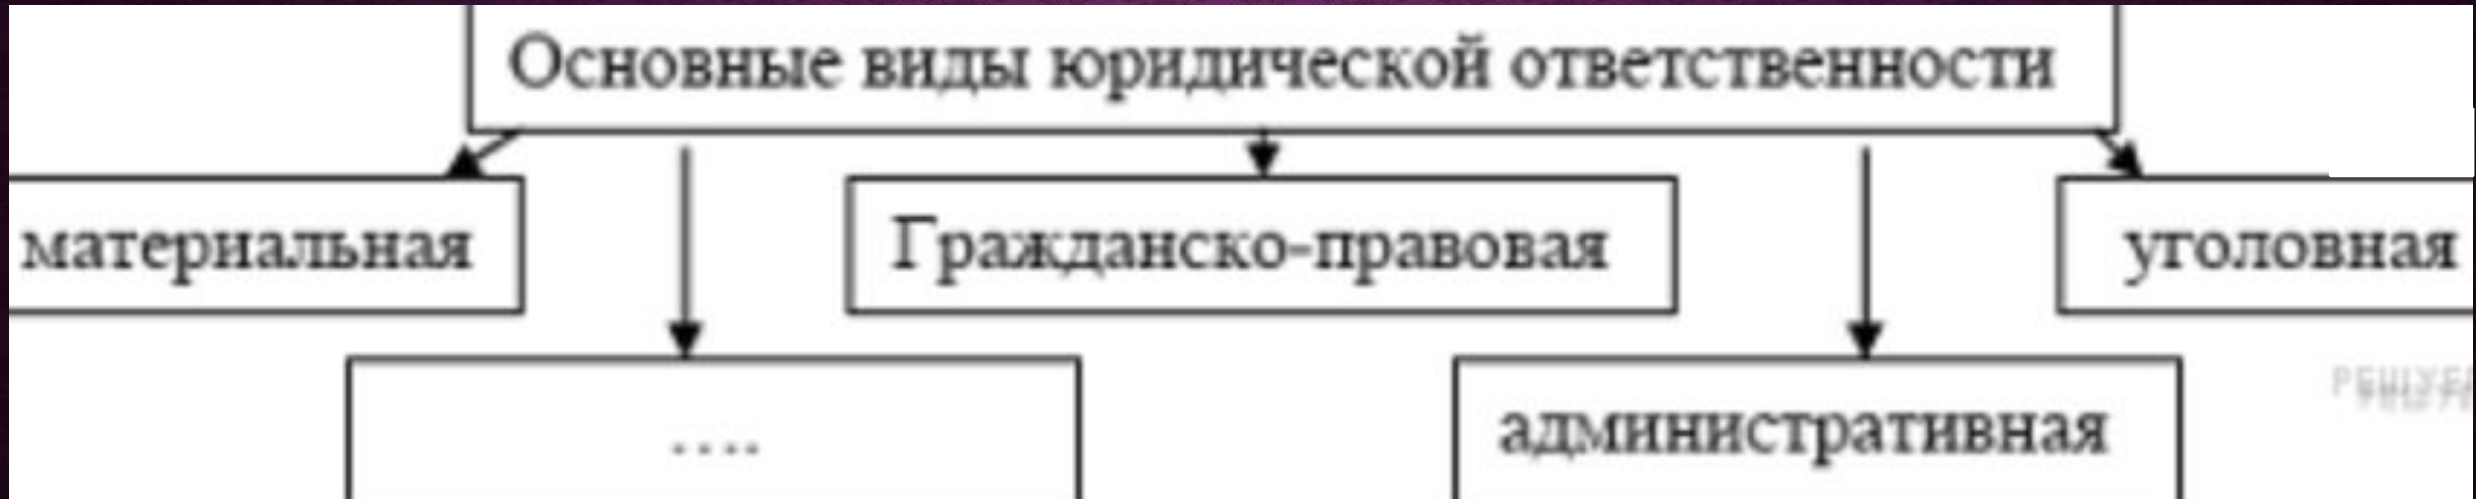 Основные виды юридической ответственности
материальная
Гражданско-правовая
уголовная
....
административная